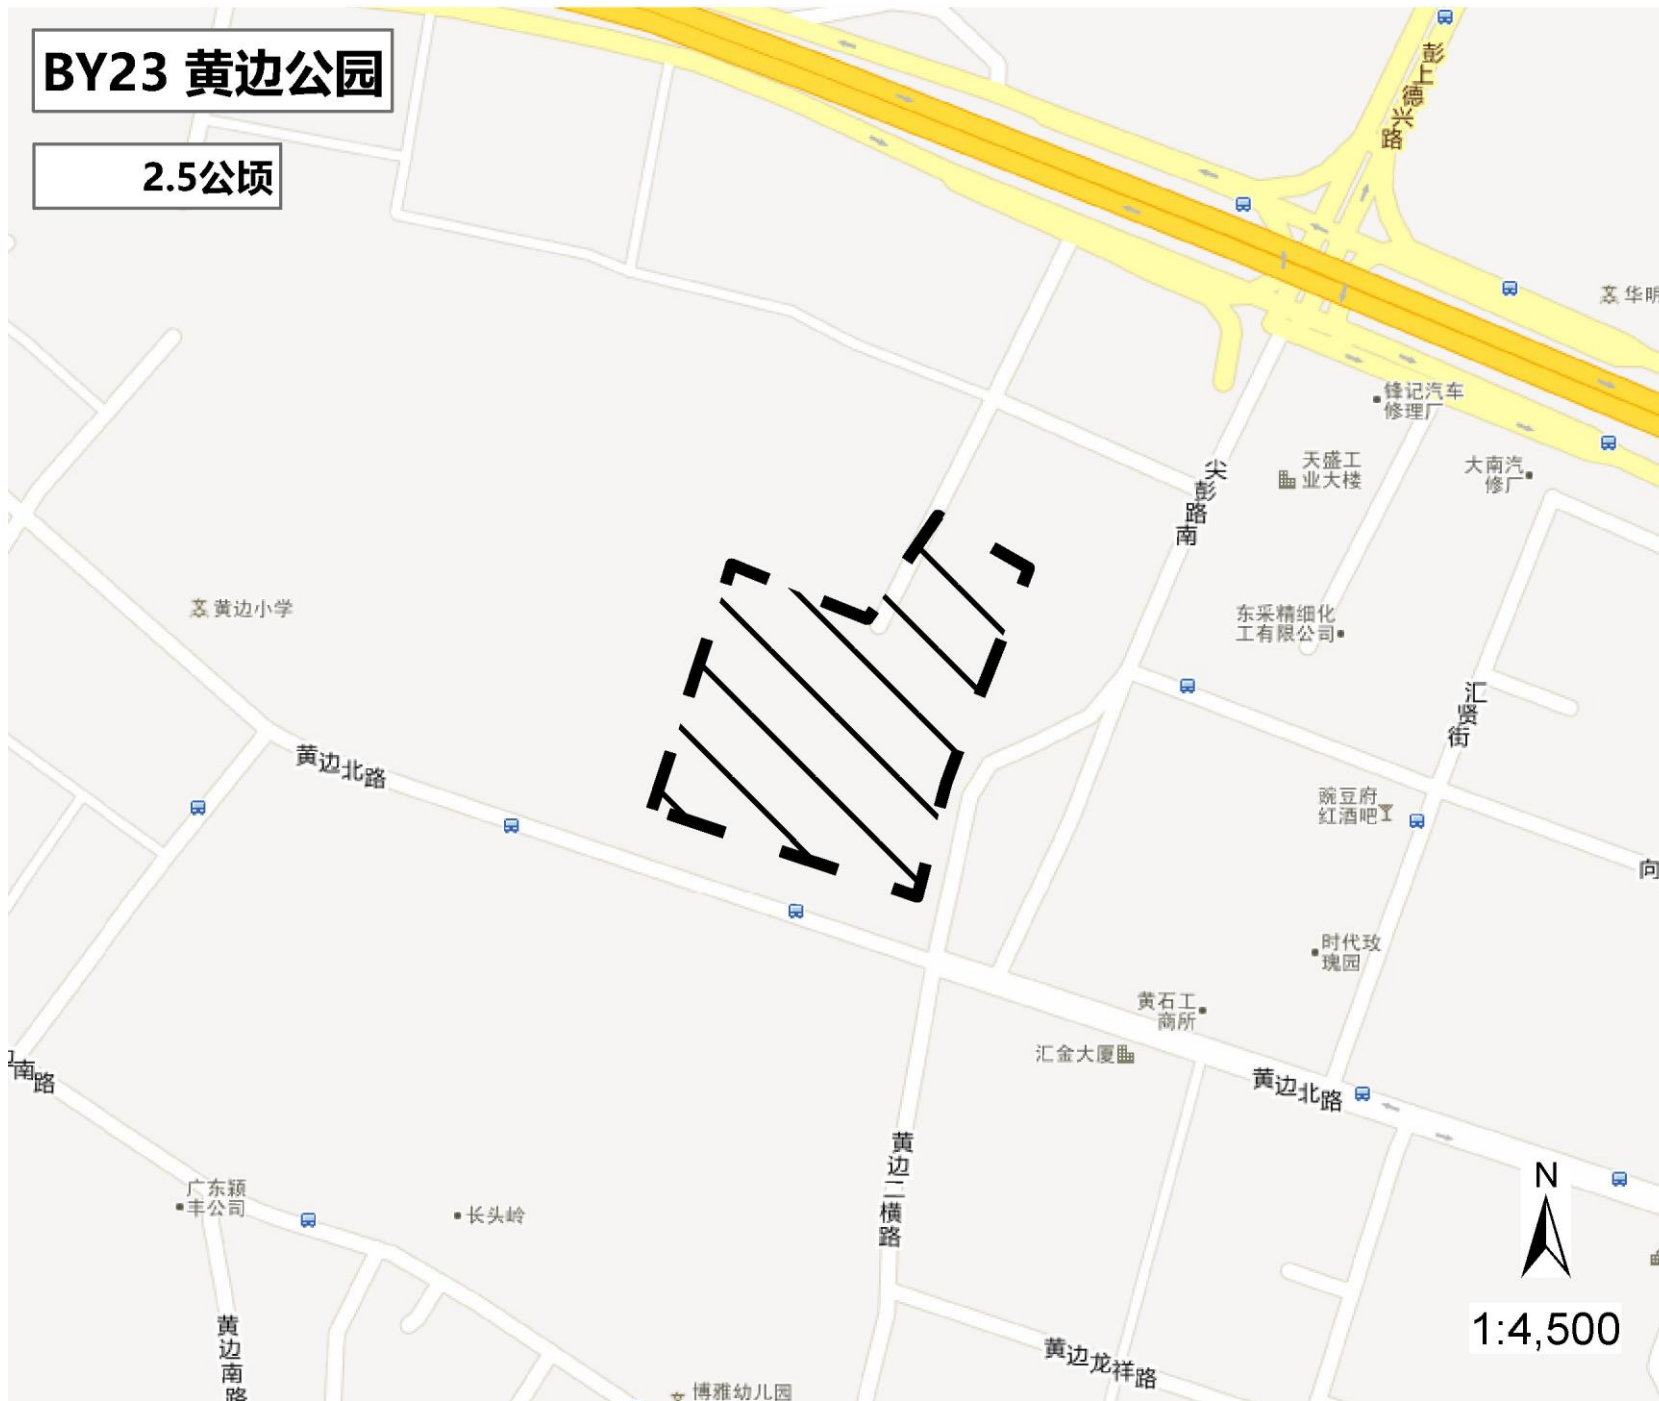 BY23 黄边公园
2.5公顷
彭上德兴路
华明
锋记汽车
修理厂
天盛工
业大楼
大南汽
修厂
尖彭路南
黄边小学
东采精细化
工有限公司
汇贤街
黄边北路
豌豆府
红酒吧
向
时代玫
瑰园
黄石工
商所
汇金大厦
南路
黄边北路
黄边二横路
N
广东颖
丰公司
长头岭
1:4,500
黄边南路
黄边龙祥路
博雅幼儿园